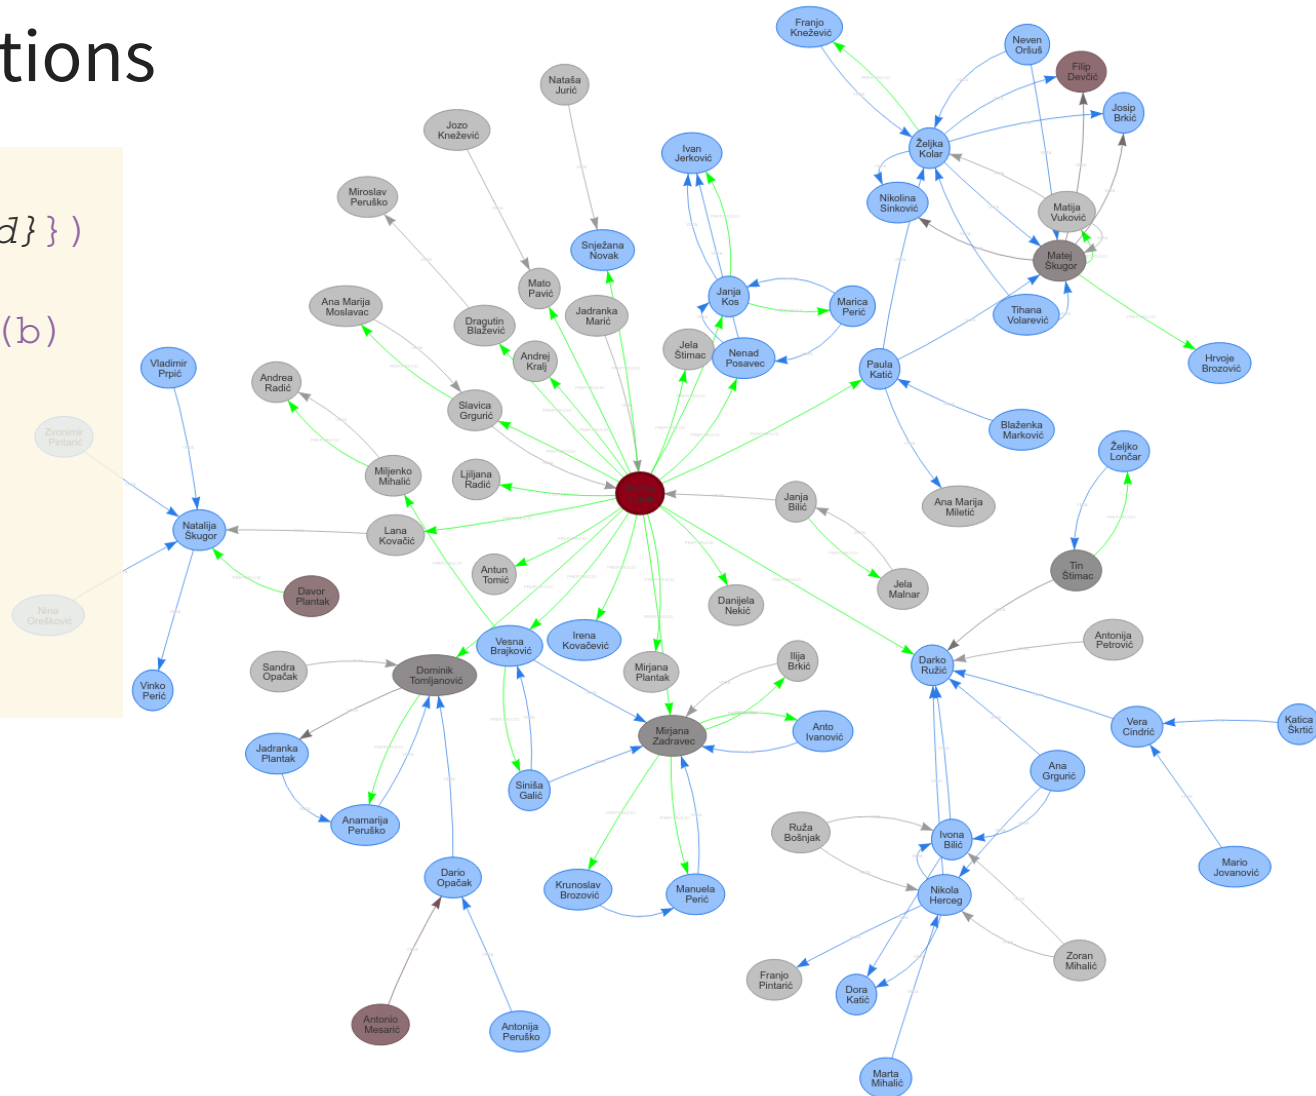 tions
d}})
(b)
Franjo
Knežević
Neven
Oršuš
Filip
Devčić
Josip
Brkić
Nataša
Jurić
Jozo
Knežević
Ivan
Jerković
Željka
Kolar
Miroslav
Peruško
Nikolina
Sinković
Matija
Vuković
Snježana
Novak
Matej
Škugor
Mato
Pavić
Janja
Kos
Marica
Perić
Ana Marija
Moslavac
Jadranka
Marić
Tihana
Volarević
Dragutin
Blažević
Jela
Štimac
Nenad
Posavec
Andrej
Kralj
Paula
Katić
Hrvoje
Brozović
Vladimir
Prpić
Andrea
Radić
Slavica
Grgurić
Blaženka
Marković
Zvonimir
Pintarić
Željko
Lončar
Miljenko
Mihalić
Ljiljana
Radić
Janja
Bilić
Ana Marija
Miletić
Natalija
Škugor
Lana
Kovačić
Antun
Tomić
Tin
Štimac
Davor
Plantak
Jela
Malnar
Danijela
Nekić
Nina
Grešković
Vesna
Brajković
Irena
Kovačević
Antonija
Petrović
Sandra
Opačak
Dominik
Tomljanović
Mirjana
Plantak
Ilija
Brkić
Darko
Ružić
Vinko
Perić
Mirjana
Zadravec
Anto
Ivanović
Vera
Cindrić
Katica
Škrtić
Jadranka
Plantak
Ana
Grgurić
Siniša
Galić
Anamarija
Peruško
Ruža
Bošnjak
Ivona
Bilić
Mario
Jovanović
Dario
Opačak
Krunoslav
Brozović
Manuela
Perić
Nikola
Herceg
Zoran
Mihalić
Franjo
Pintarić
Dora
Katić
Antonio
Mesarić
Antonija
Peruško
Marta
Mihalić